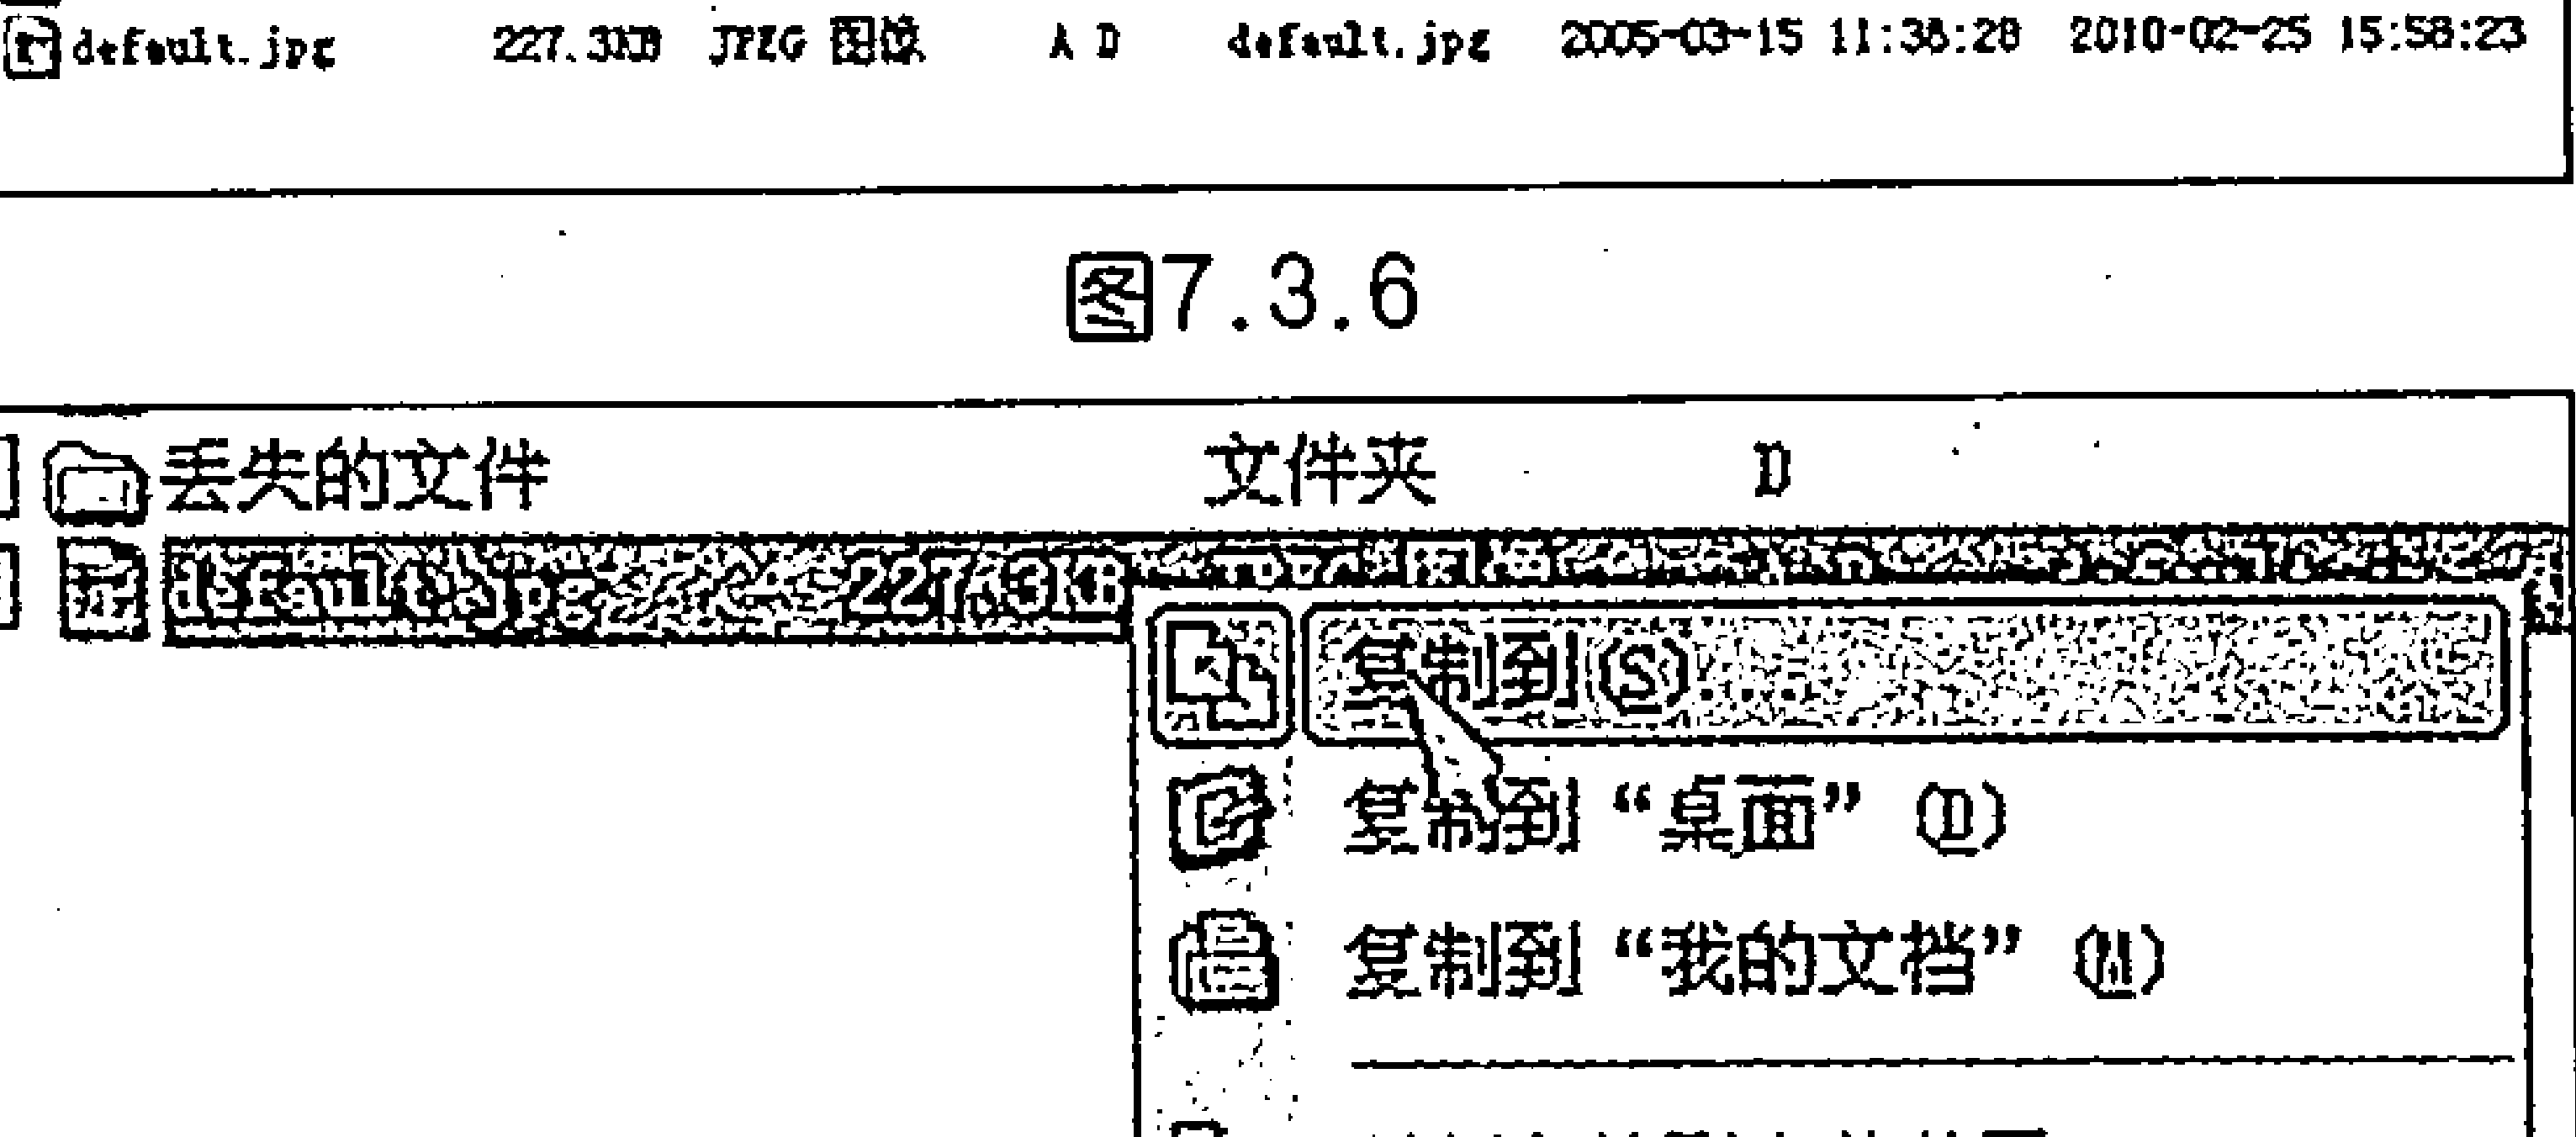 default.jpg 227.3KB JPEG 图像 A D default.jpg 2005-03-15 11:38:28 2010-02-25 15:58:23
图7.3.6
丢失的文件 文件夹 D
default.jpg 227.3KB
复制到(S)
复制到“桌面”(D)
复制到“我的文档”(M)